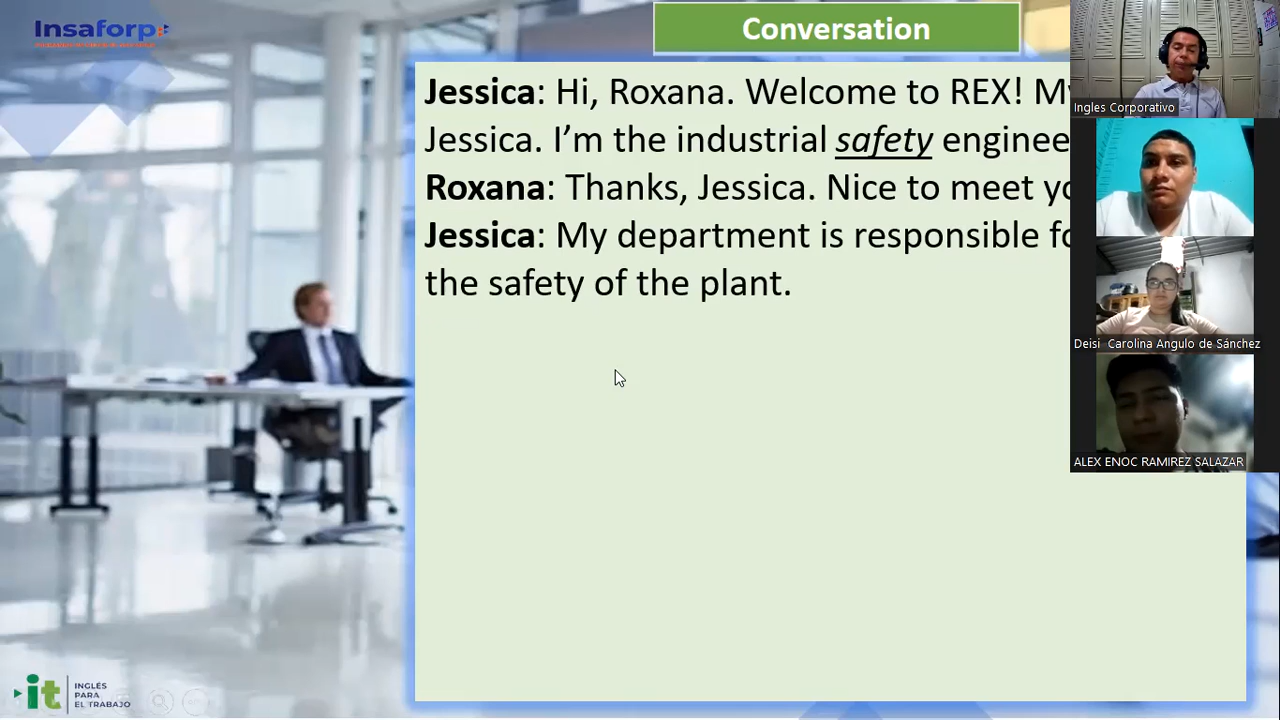 Insaforp
Conversation
Jessica: Hi, Roxana. Welcome to REX! My
Jessica. I’m the industrial safety enginee
Roxana: Thanks, Jessica. Nice to meet yo
Jessica: My department is responsible fo
the safety of the plant.
Ingles Corporativo
Deisi Carolina Angulo de Sánchez
ALEX ENOC RAMIREZ SALAZAR
it
INGLÉS
PARA
EL TRABAJO